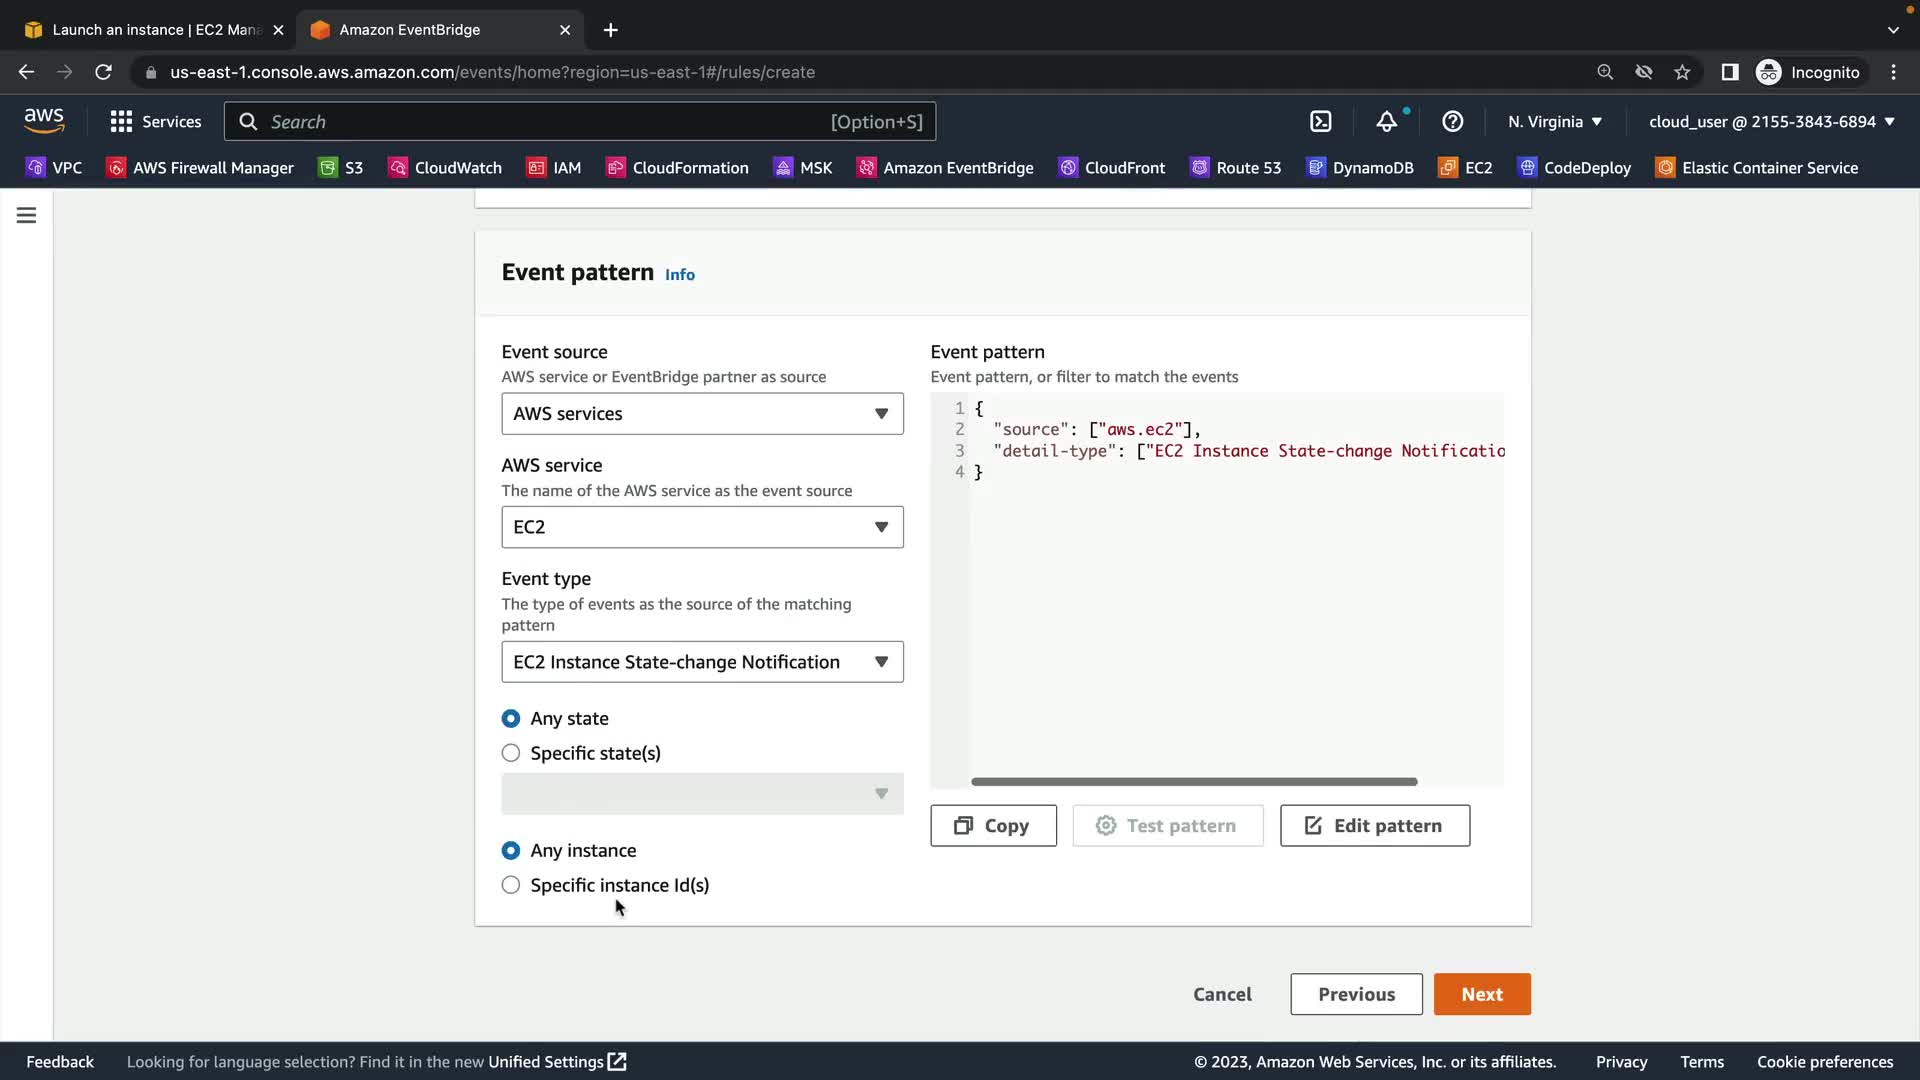 Launch an instance | EC2 Mana
Amazon EventBridge
us-east-1.console.aws.amazon.com/events/home?region=us-east-1#/rules/create
Incognito
aws
Services
Search
[Option+S]
N. Virginia
cloud_user @ 2155-3843-6894
VPC
AWS Firewall Manager
S3
CloudWatch
IAM
CloudFormation
MSK
Amazon EventBridge
CloudFront
Route 53
DynamoDB
EC2
CodeDeploy
Elastic Container Service
Event pattern Info
Event source
AWS service or EventBridge partner as source
AWS services
AWS service
The name of the AWS service as the event source
EC2
Event type
The type of events as the source of the matching
pattern
EC2 Instance State-change Notification
Any state
Specific state(s)
Any instance
Specific instance Id(s)
Event pattern
Event pattern, or filter to match the events
1 {
2 "source": ["aws.ec2"],
3 "detail-type": ["EC2 Instance State-change Notificatio
4 }
Copy
Test pattern
Edit pattern
Cancel
Previous
Next
Feedback
Looking for language selection? Find it in the new Unified Settings
© 2023, Amazon Web Services, Inc. or its affiliates.
Privacy
Terms
Cookie preferences